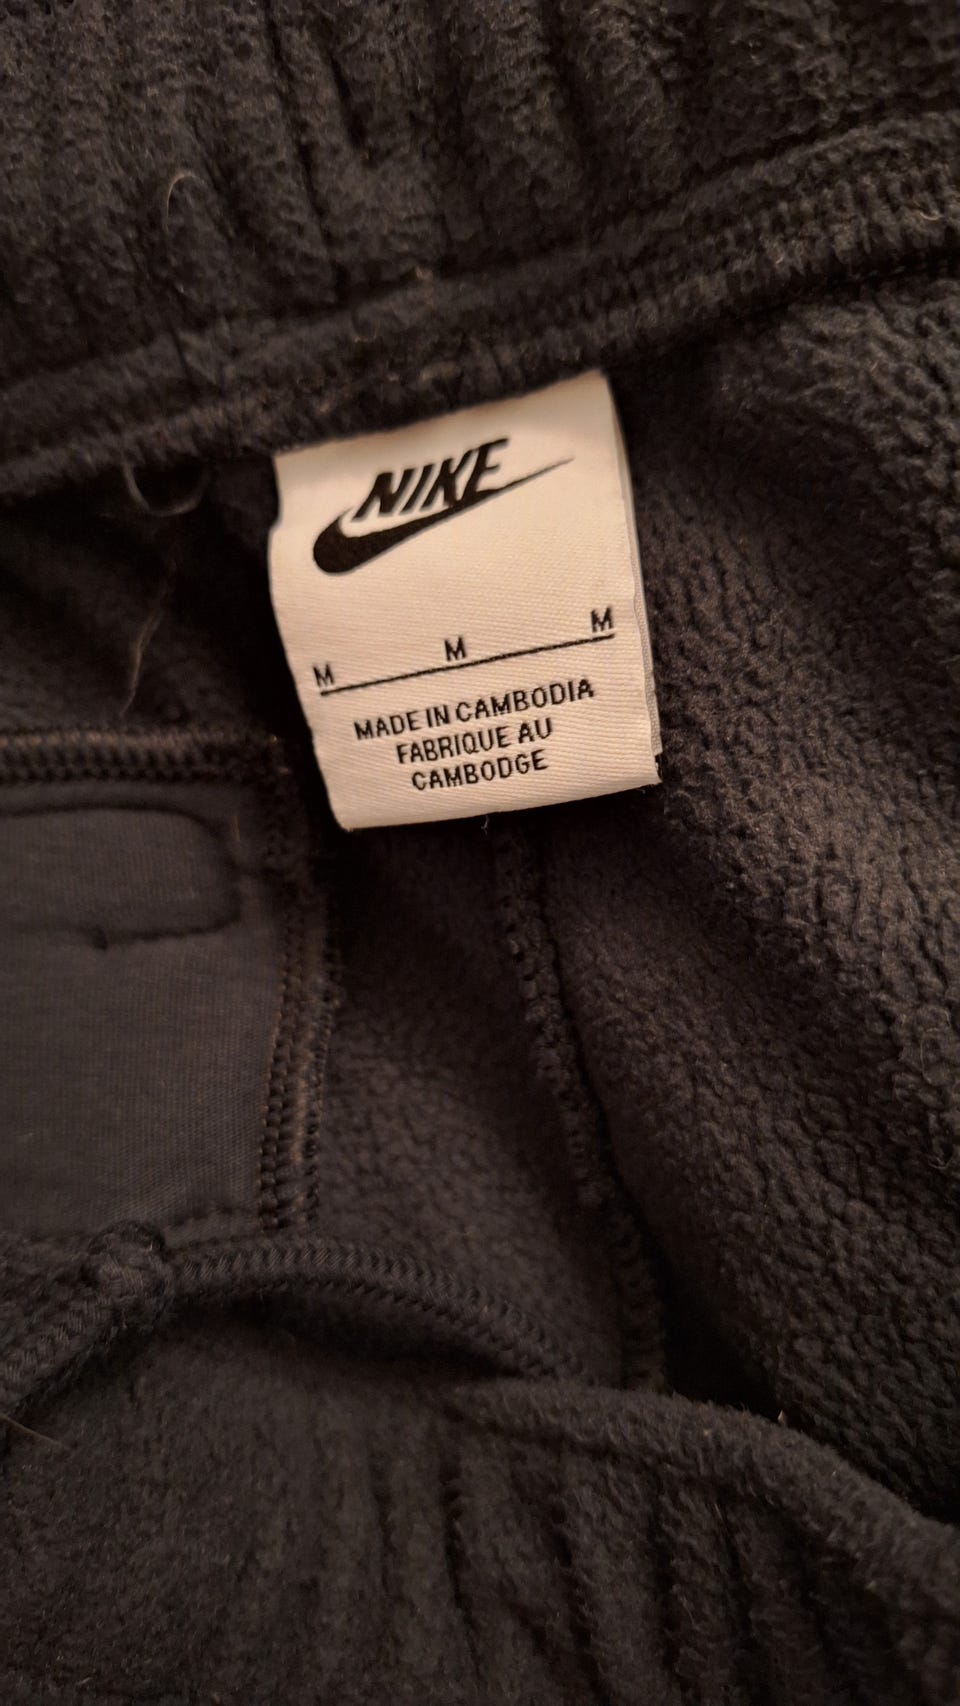 NIKE
M M M
MADE IN CAMBODIA
FABRIQUE AU
CAMBODGE